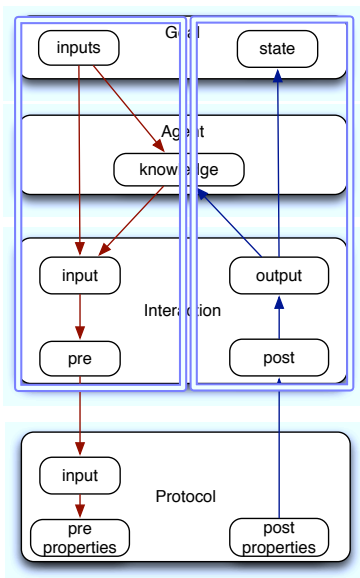 Goal
inputs
state
Agent
knowledge
input
output
Interaction
pre
post
input
Protocol
pre
properties
post
properties